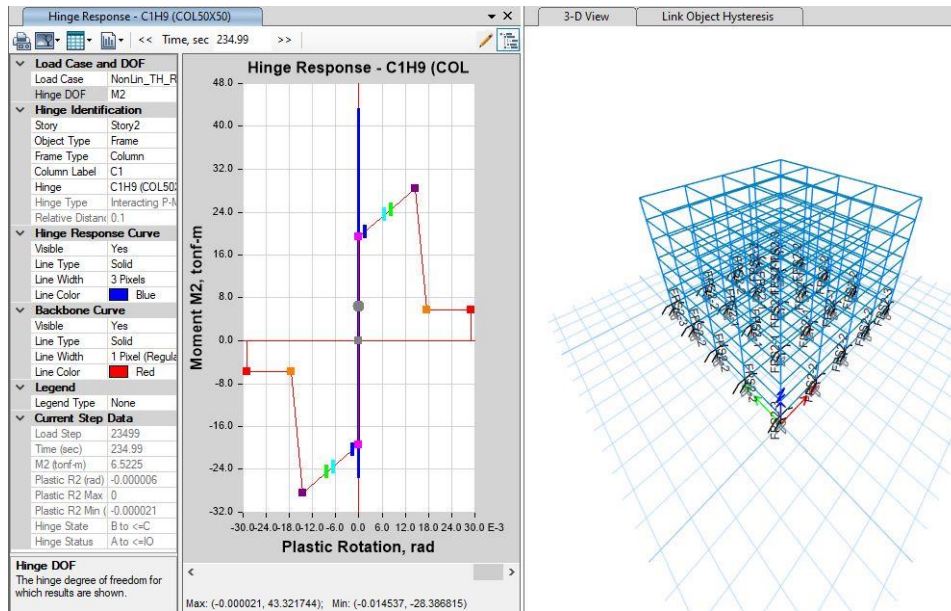 Hinge Response - C1H9 (COL50X50)
<< Time, sec 234.99 >>
Load Case and DOF
Load Case NonLin_TH_R
Hinge DOF M2
Hinge Identification
Story Story2
Object Type Frame
Frame Type Column
Column Label C1
Hinge C1H9 (COL50
Hinge Type Interacting P-M
Relative Distanc 0.1
Hinge Response Curve
Visible Yes
Line Type Solid
Line Width 3 Pixels
Line Color Blue
Backbone Curve
Visible Yes
Line Type Solid
Line Width 1 Pixel (Regula
Line Color Red
Legend
Legend Type None
Current Step Data
Load Step 23499
Time (sec) 234.99
M2 (tonf-m) 6.5225
Plastic R2 (rad) -0.000006
Plastic R2 Max 0
Plastic R2 Min ( -0.000021
Hinge State B to <=C
Hinge Status A to <=IO
Hinge DOF
The hinge degree of freedom for
which results are shown.
Hinge Response - C1H9 (COL
48.0
40.0
32.0
24.0
16.0
8.0
0.0
-8.0
-16.0
-24.0
-32.0
Moment M2, tonf-m
-30.0 -24.0 -18.0 -12.0 -6.0 0.0 6.0 12.0 18.0 24.0 30.0 E-3
Plastic Rotation, rad
Max: (-0.000021, 43.321744); Min: (-0.014537, -28.386815)
3-D View
Link Object Hysteresis